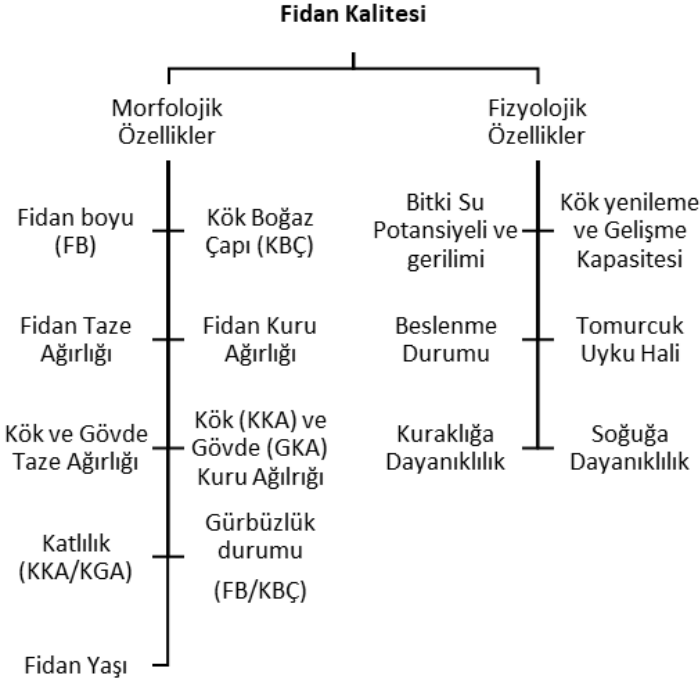 Fidan Kalitesi
Morfolojik
Özellikler
Fidan boyu
(FB)
Kök Boğaz
Çapı (KBÇ)
Fidan Taze
Ağırlığı
Fidan Kuru
Ağırlığı
Kök ve Gövde
Taze Ağırlığı
Kök (KKA) ve
Gövde (GKA)
Kuru Ağılrığı
Katlılık
(KKA/KGA)
Gürbüzlük
durumu
(FB/KBÇ)
Fidan Yaşı
Fizyolojik
Özellikler
Bitki Su
Potansiyeli ve
gerilimi
Kök yenileme
ve Gelişme
Kapasitesi
Beslenme
Durumu
Tomurcuk
Uyku Hali
Kuraklığa
Dayanıklılık
Soğuğa
Dayanıklılık